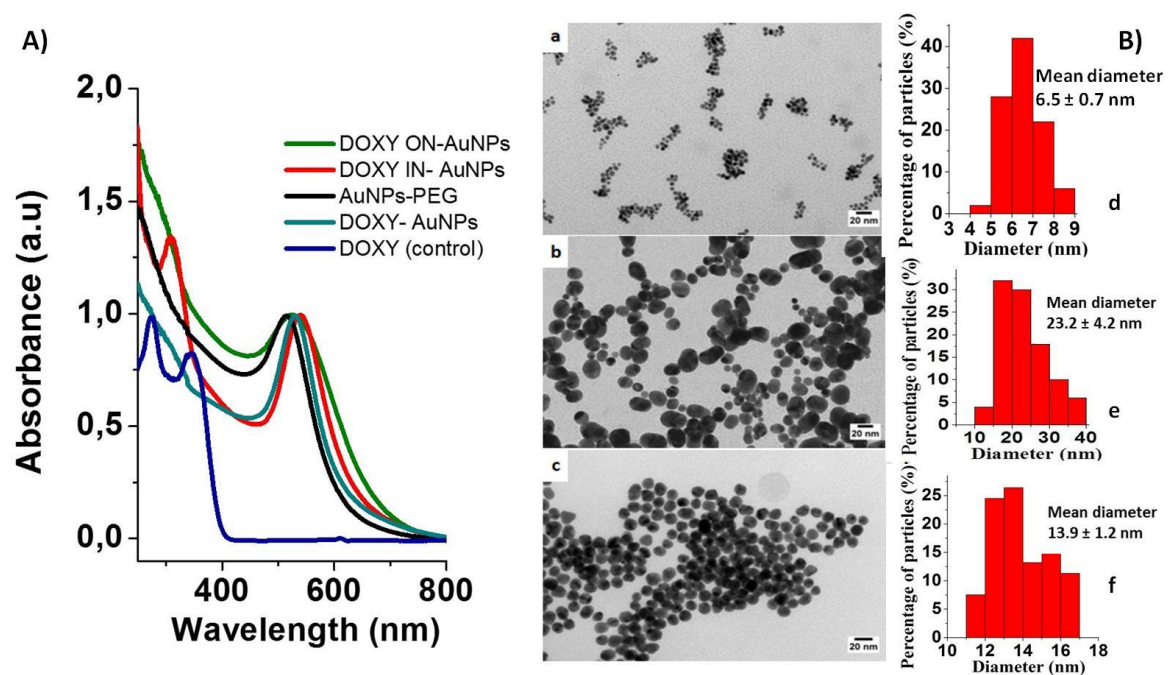 A)
2,0
1,5
1,0
0,5
0,0
Absorbance (a.u)
400
600
800
Wavelength (nm)
DOXY ON-AuNPs
DOXY IN- AuNPs
AuNPs-PEG
DOXY- AuNPs
DOXY (control)
a
20 nm
b
20 nm
c
20 nm
B)
Percentage of particles (%)
40
30
20
10
0
Mean diameter
6.5 ± 0.7 nm
d
3 4 5 6 7 8 9
Diameter (nm)
Percentage of particles (%)
30
25
20
15
10
5
0
Mean diameter
23.2 ± 4.2 nm
e
10 20 30 40
Diameter (nm)
Percentage of particles (%)
25
20
15
10
5
0
Mean diameter
13.9 ± 1.2 nm
f
10 12 14 16 18
Diameter (nm)